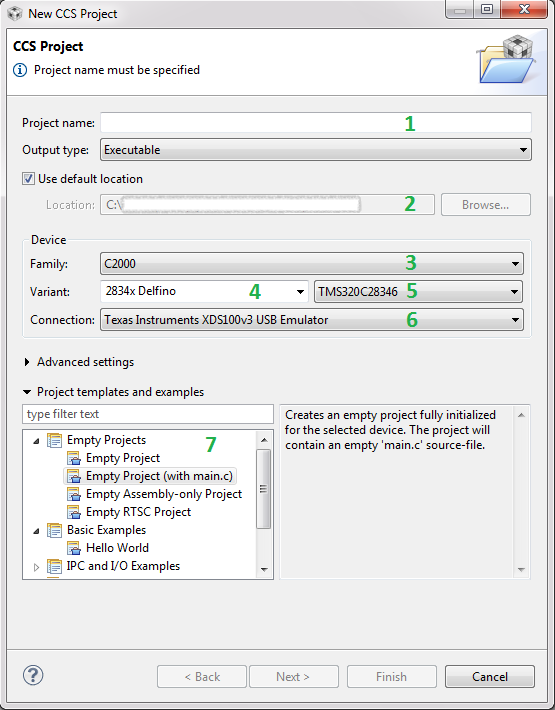 New CCS Project
CCS Project
Project name must be specified
Project name: 1
Output type: Executable
Use default location
Location: C:\ 2 Browse...
Device
Family: C2000 3
Variant: 2834x Delfino 4 TMS320C28346 5
Connection: Texas Instruments XDS100v3 USB Emulator 6
Advanced settings
Project templates and examples
type filter text
Empty Projects 7
Empty Project
Empty Project (with main.c)
Empty Assembly-only Project
Empty RTSC Project
Basic Examples
Hello World
IPC and I/O Examples
Creates an empty project fully initialized
for the selected device. The project will
contain an empty 'main.c' source-file.
? < Back Next > Finish Cancel